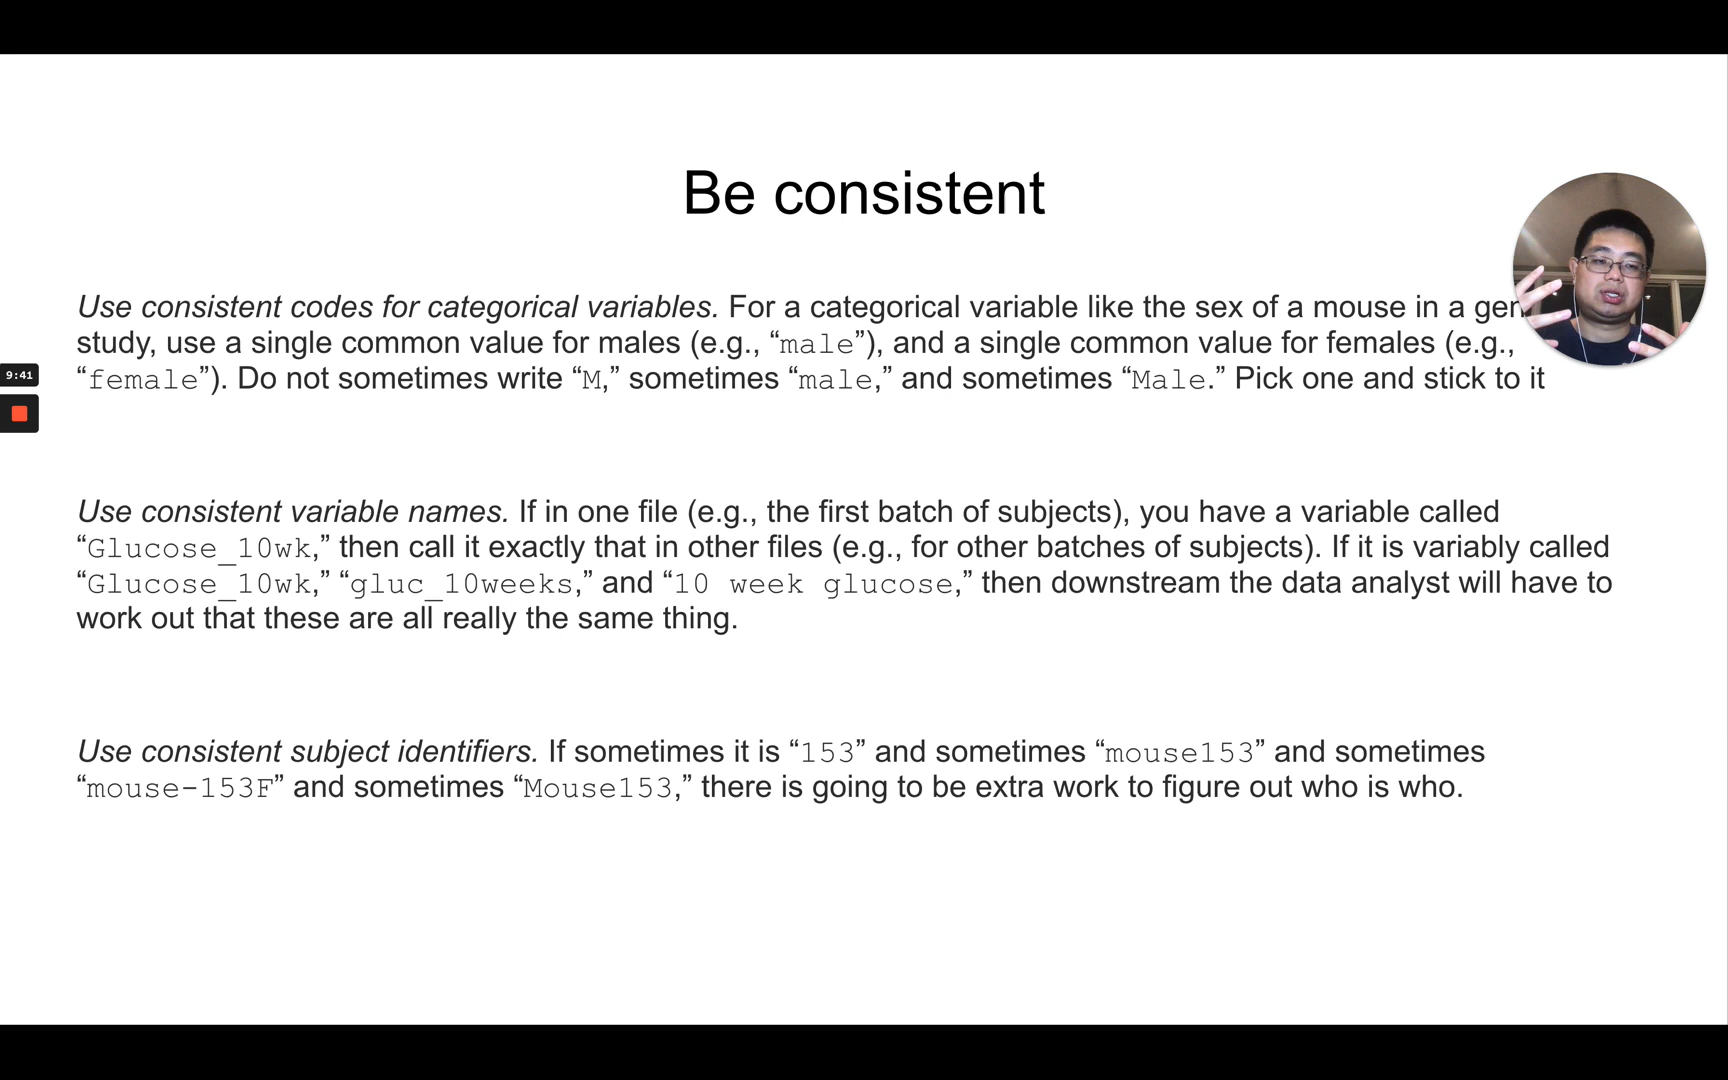 Be consistent
Use consistent codes for categorical variables. For a categorical variable like the sex of a mouse in a
study, use a single common value for males (e.g., “male”), and a single common value for females (e.g.,
“female”). Do not sometimes write “M,” sometimes “male,” and sometimes “Male.” Pick one and stick to it
9:41
Use consistent variable names. If in one file (e.g., the first batch of subjects), you have a variable called
“Glucose_10wk,” then call it exactly that in other files (e.g., for other batches of subjects). If it is variably called
“Glucose_10wk,” “gluc_10weeks,” and “10 week glucose,” then downstream the data analyst will have to
work out that these are all really the same thing.
Use consistent subject identifiers. If sometimes it is “153” and sometimes “mouse153” and sometimes
“mouse-153F” and sometimes “Mouse153,” there is going to be extra work to figure out who is who.